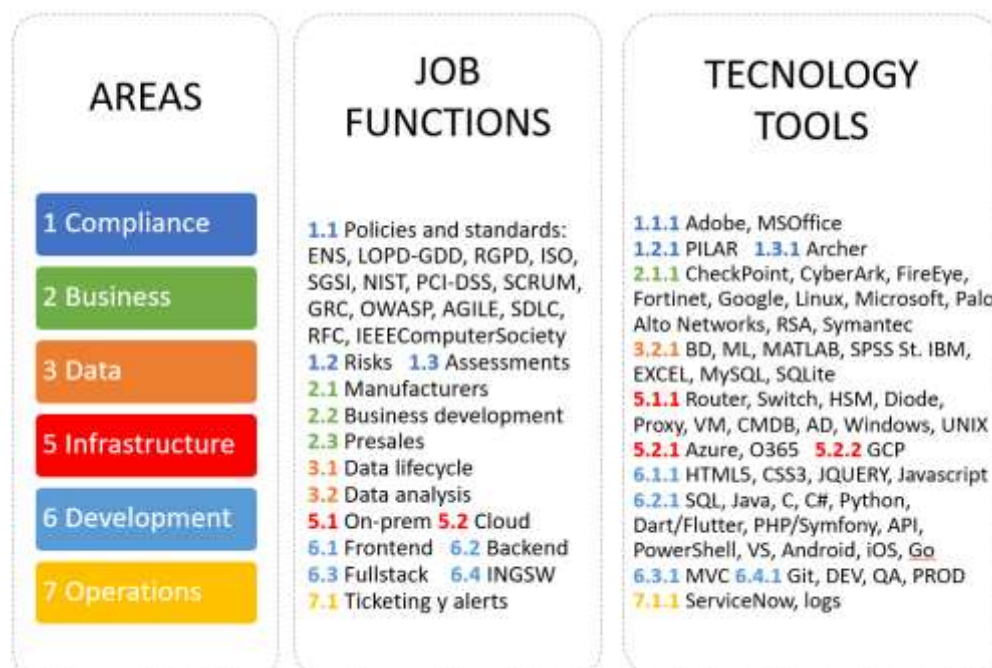 AREAS
1 Compliance
2 Business
3 Data
5 Infrastructure
6 Development
7 Operations
JOB
FUNCTIONS
1.1 Policies and standards:
ENS, LOPD-GDD, RGPD, ISO,
SGSI, NIST, PCI-DSS, SCRUM,
GRC, OWASP, AGILE, SDLC,
RFC, IEEEComputerSociety
1.2 Risks 1.3 Assessments
2.1 Manufacturers
2.2 Business development
2.3 Presales
3.1 Data lifecycle
3.2 Data analysis
5.1 On-prem 5.2 Cloud
6.1 Frontend 6.2 Backend
6.3 Fullstack 6.4 INGSW
7.1 Ticketing y alerts
TECNOLOGY
TOOLS
1.1.1 Adobe, MSOffice
1.2.1 PILAR 1.3.1 Archer
2.1.1 CheckPoint, CyberArk, FireEye,
Fortinet, Google, Linux, Microsoft, Palo
Alto Networks, RSA, Symantec
3.2.1 BD, ML, MATLAB, SPSS St. IBM,
EXCEL, MySQL, SQLite
5.1.1 Router, Switch, HSM, Diode,
Proxy, VM, CMDB, AD, Windows, UNIX
5.2.1 Azure, O365 5.2.2 GCP
6.1.1 HTML5, CSS3, JQUERY, Javascript
6.2.1 SQL, Java, C, C#, Python,
Dart/Flutter, PHP/Symfony, API,
PowerShell, VS, Android, iOS, Go
6.3.1 MVC 6.4.1 Git, DEV, QA, PROD
7.1.1 ServiceNow, logs